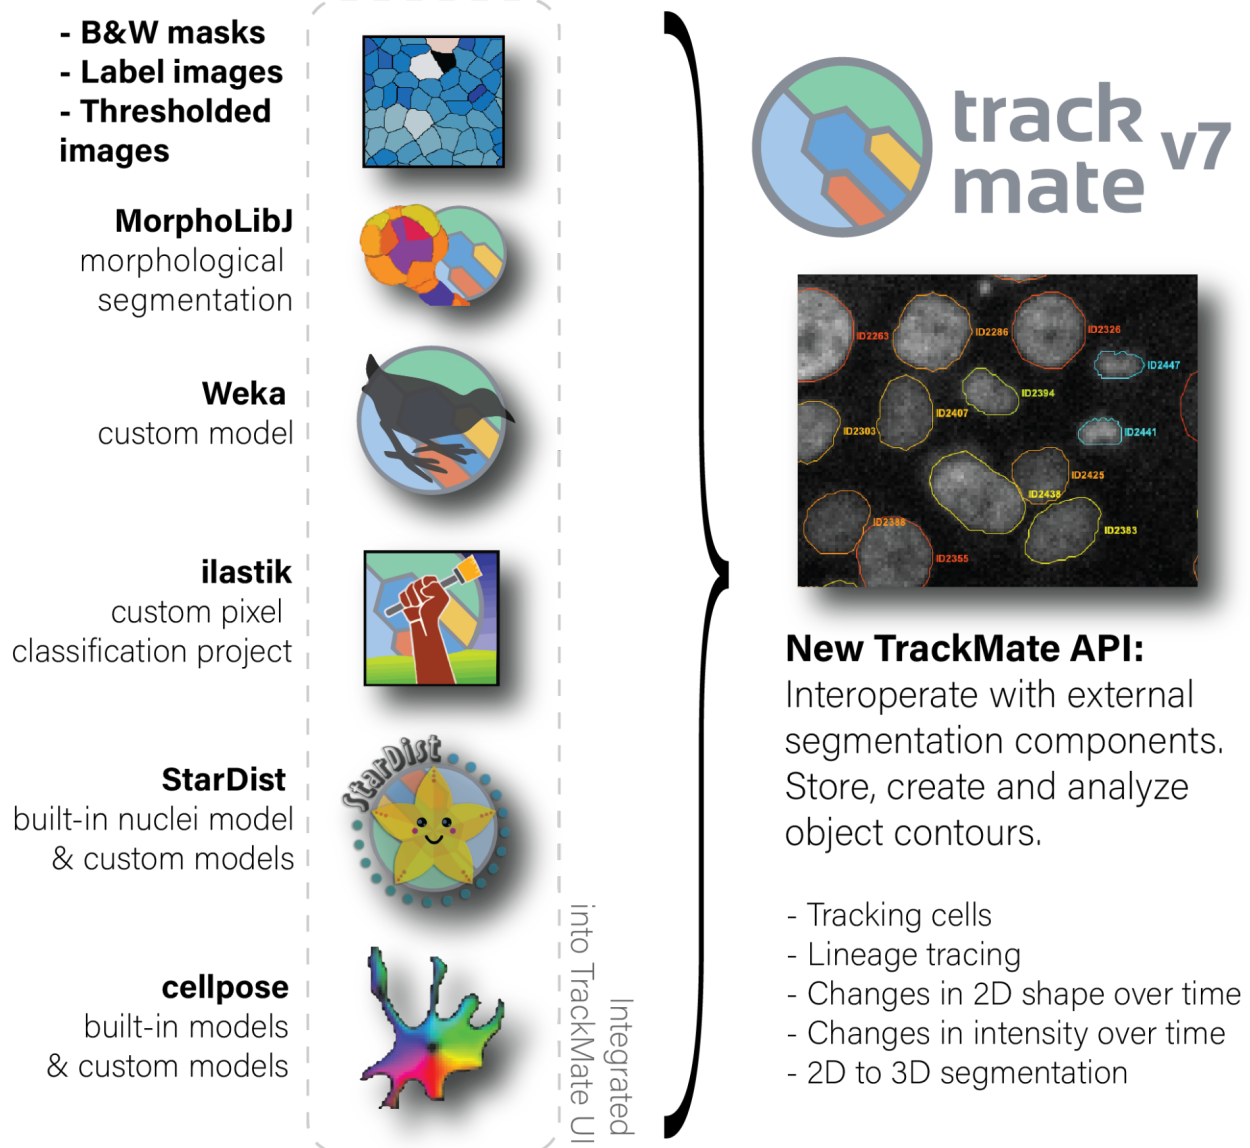 - B&W masks
- Label images
- Thresholded
images
MorphoLibJ
morphological
segmentation
Weka
custom model
ilastik
custom pixel
classification project
StarDist
built-in nuclei model
& custom models
cellpose
built-in models
& custom models
StarDist
Integrated
into TrackMate UI
track
mate
v7
ID2263
ID2286
ID2326
ID2447
ID2394
ID2407
ID2303
ID2441
ID2425
ID2438
ID2388
ID2383
ID2355
New TrackMate API:
Interoperate with external
segmentation components.
Store, create and analyze
object contours.
- Tracking cells
- Lineage tracing
- Changes in 2D shape over time
- Changes in intensity over time
- 2D to 3D segmentation